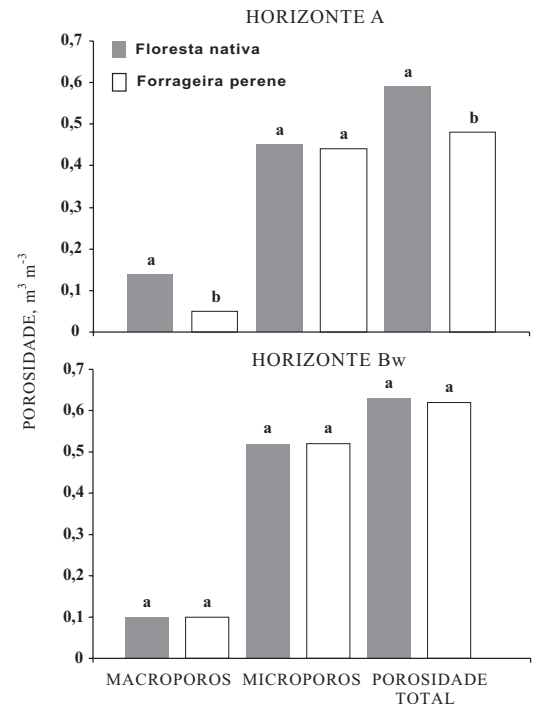 HORIZONTE A
POROSIDADE, m³ m⁻³
0,7
0,6
0,5
0,4
0,3
0,2
0,1
0
Floresta nativa
Forrageira perene
a
b
a
a
a
b
HORIZONTE Bw
0,7
0,6
0,5
0,4
0,3
0,2
0,1
0
a
a
a
a
a
a
MACROPOROS MICROPOROS POROSIDADE
TOTAL